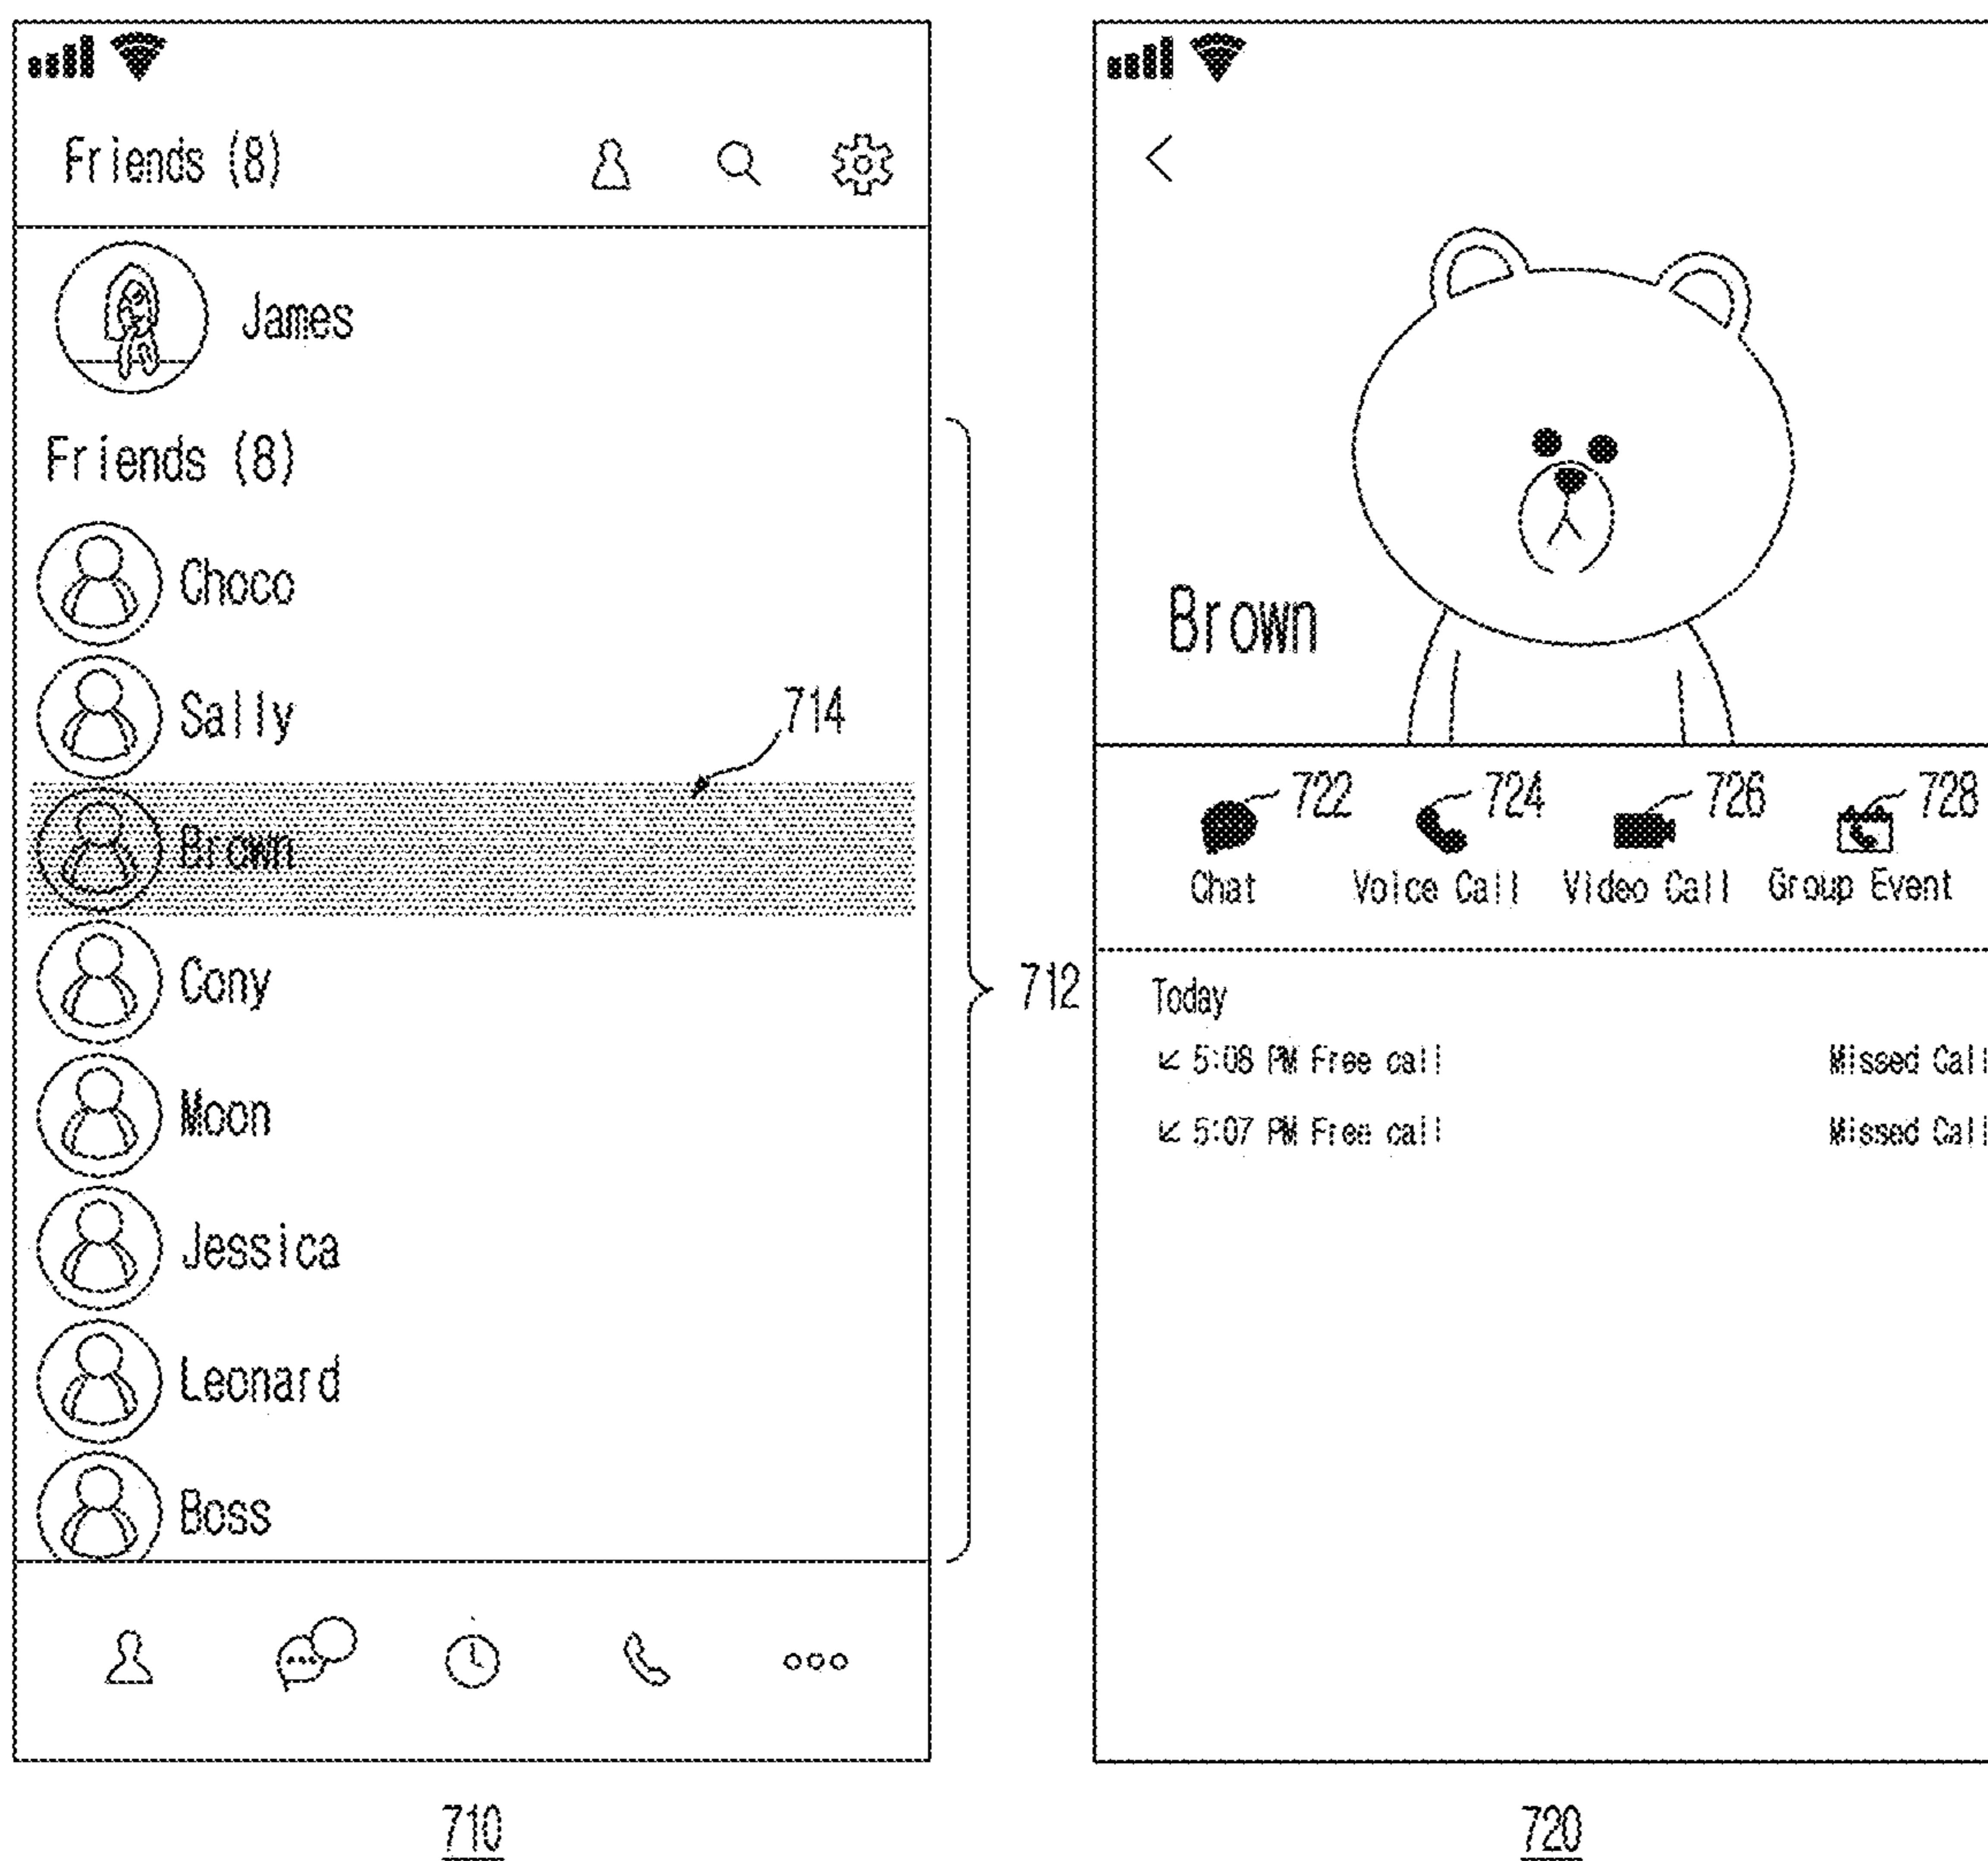 Friends (8)
James
Friends (8)
Choco
Sally
714
Brown
Cony
Moon
Jessica
Leonard
Boss
712
710
Brown
722 724 726 728
Chat Voice Call Video Call Group Event
Today
5:08 PM Free call Missed Call
5:07 PM Free call Missed Call
720